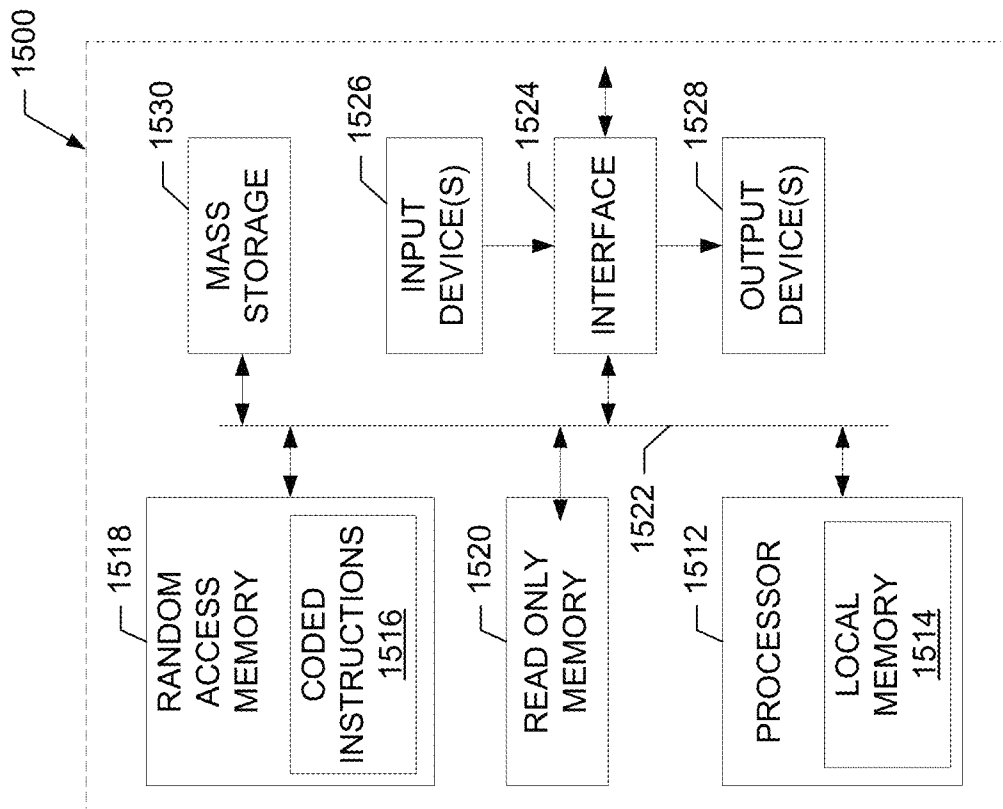 1500
1518
RANDOM
ACCESS
MEMORY
CODED
INSTRUCTIONS
1516
1520
READ ONLY
MEMORY
1522
1512
PROCESSOR
LOCAL
MEMORY
1514
1530
MASS
STORAGE
1526
INPUT
DEVICE(S)
1524
INTERFACE
1528
OUTPUT
DEVICE(S)